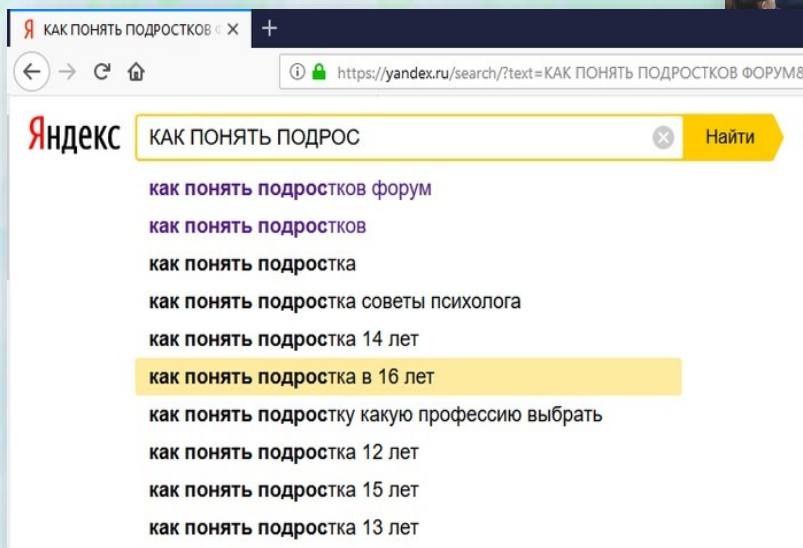 Я КАК ПОНЯТЬ ПОДРОСТКОВ
https://yandex.ru/search/?text=КАК ПОНЯТЬ ПОДРОСТКОВ ФОРУМ&
Яндекс КАК ПОНЯТЬ ПОДРОС Найти
как понять подростков форум
как понять подростков
как понять подростка
как понять подростка советы психолога
как понять подростка 14 лет
как понять подростка в 16 лет
как понять подростку какую профессию выбрать
как понять подростка 12 лет
как понять подростка 15 лет
как понять подростка 13 лет